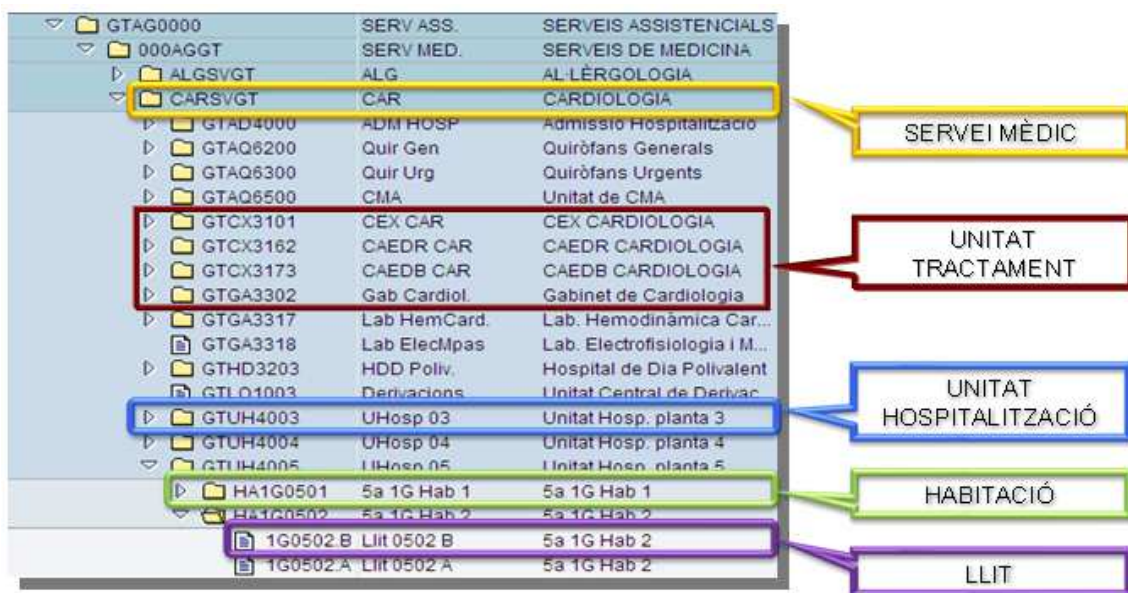 GTAG0000 SERV ASS. SERVEIS ASSISTENCIALS
000AGGT SERV MED. SERVEIS DE MEDICINA
ALGSVGT ALG AL·LÈRGOLOGIA
CARSVGT CAR CARDIOLOGIA
SERVEI MÈDIC
GTAD4000 ADM HOSP Admissió Hospitalització
GTAQ6200 Quir Gen Quiròfans Generals
GTAQ6300 Quir Urg Quiròfans Urgents
GTAQ6500 CMA Unitat de CMA
GTCX3101 CEX CAR CEX CARDIOLOGIA
GTCX3162 CAEDR CAR CAEDR CARDIOLOGIA
GTCX3173 CAEDB CAR CAEDB CARDIOLOGIA
GTGA3302 Gab Cardiol. Gabinet de Cardiologia
UNITAT
TRACTAMENT
GTGA3317 Lab HemCard. Lab. Hemodinàmica Car...
GTGA3318 Lab ElecMpas Lab. Electrofisiologia i M...
GTHD3203 HDD Poliv. Hospital de Dia Polivalent
GTLO1003 Derivacions Unitat Central de Derivac
GTUH4003 UHosp 03 Unitat Hosp. planta 3
UNITAT
HOSPITALITZACIÓ
GTUH4004 UHosp 04 Unitat Hosp. planta 4
GTUH4005 UHosp 05 Unitat Hosp. planta 5
HA1G0501 5a 1G Hab 1 5a 1G Hab 1
HABITACIÓ
HA1G0502 5a 1G Hab 2 5a 1G Hab 2
1G0502.B Llit 0502 B 5a 1G Hab 2
1G0502.A Llit 0502 A 5a 1G Hab 2
LLIT